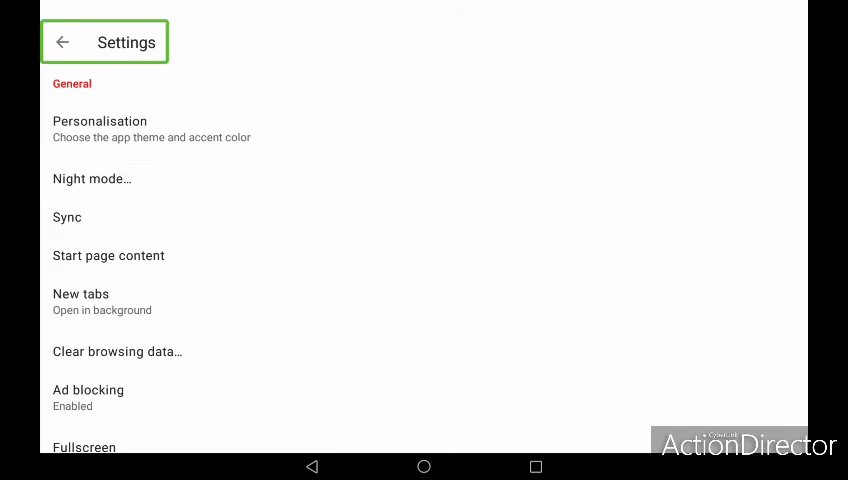 Settings
General
Personalisation
Choose the app theme and accent color
Night mode...
Sync
Start page content
New tabs
Open in background
Clear browsing data...
Ad blocking
Enabled
Fullscreen
CyberLink
ActionDirector